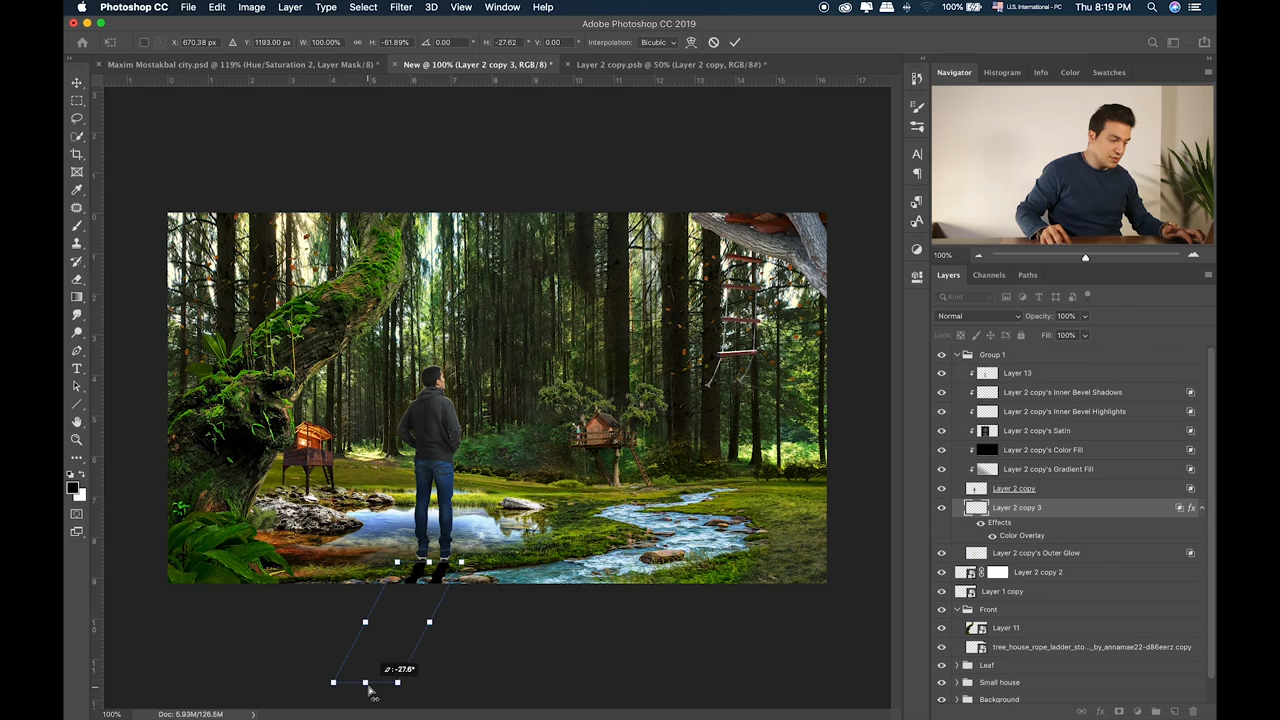 Photoshop CC File Edit Image Layer Type Select Filter 3D View Window Help 100% U.S. International - PC Thu 8:19 PM
Adobe Photoshop CC 2019
X: 670.38 px Y: 1193.00 px W: 100.00% H: -61.89% 0.00 ° H: -27.62 ° V: 0.00 ° Interpolation: Bicubic
Maxim Mostakbal city.psd @ 119% (Hue/Saturation 2, Layer Mask/8) * New @ 100% (Layer 2 copy 3, RGB/8) * Layer 2 copy.psb @ 50% (Layer 2 copy, RGB/8#) *
Navigator Histogram Info Color Swatches
100%
Layers Channels Paths
Kind
Normal Opacity: 100%
Lock: Fill: 100%
Group 1
Layer 13
Layer 2 copy's Inner Bevel Shadows
Layer 2 copy's Inner Bevel Highlights
Layer 2 copy's Satin
Layer 2 copy's Color Fill
Layer 2 copy's Gradient Fill
Layer 2 copy
Layer 2 copy 3 fx
Effects
Color Overlay
Layer 2 copy's Outer Glow
Layer 2 copy 2
Layer 1 copy
Front
Layer 11
tree_house_rope_ladder_sto..._by_annamae22-d86eerz copy
Leaf
Small house
Background
: -27.6°
100% Doc: 5.93M/126.5M